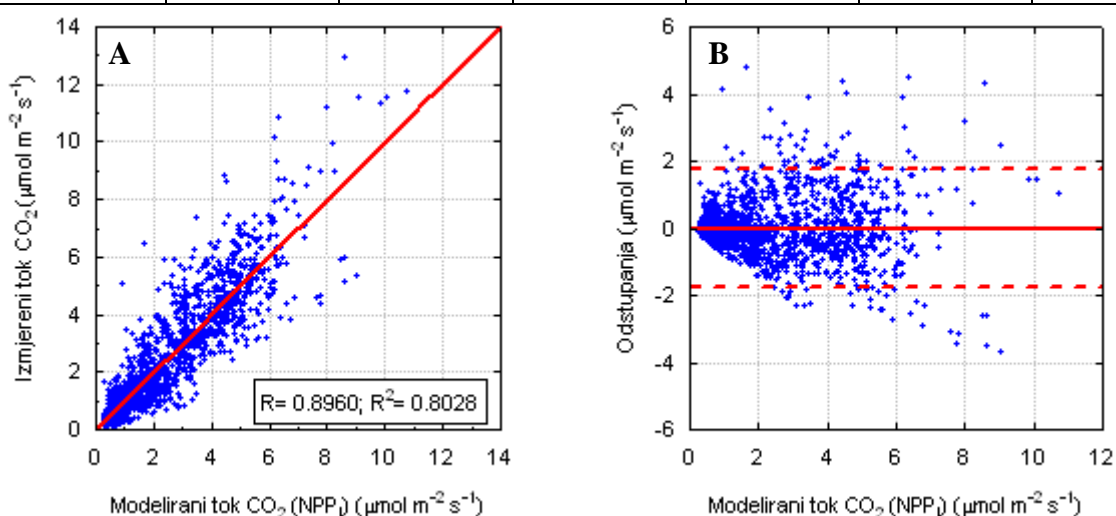 A
Izmjereni tok CO₂ (µmol m⁻² s⁻¹)
14
12
10
8
6
4
2
0
R= 0.8960; R²= 0.8028
0 2 4 6 8 10 12 14
Modelirani tok CO₂ (NPPⱼ) (µmol m⁻² s⁻¹)
B
Odstupanja (µmol m⁻² s⁻¹)
6
4
2
0
-2
-4
-6
0 2 4 6 8 10 12
Modelirani tok CO₂ (NPPⱼ) (µmol m⁻² s⁻¹)